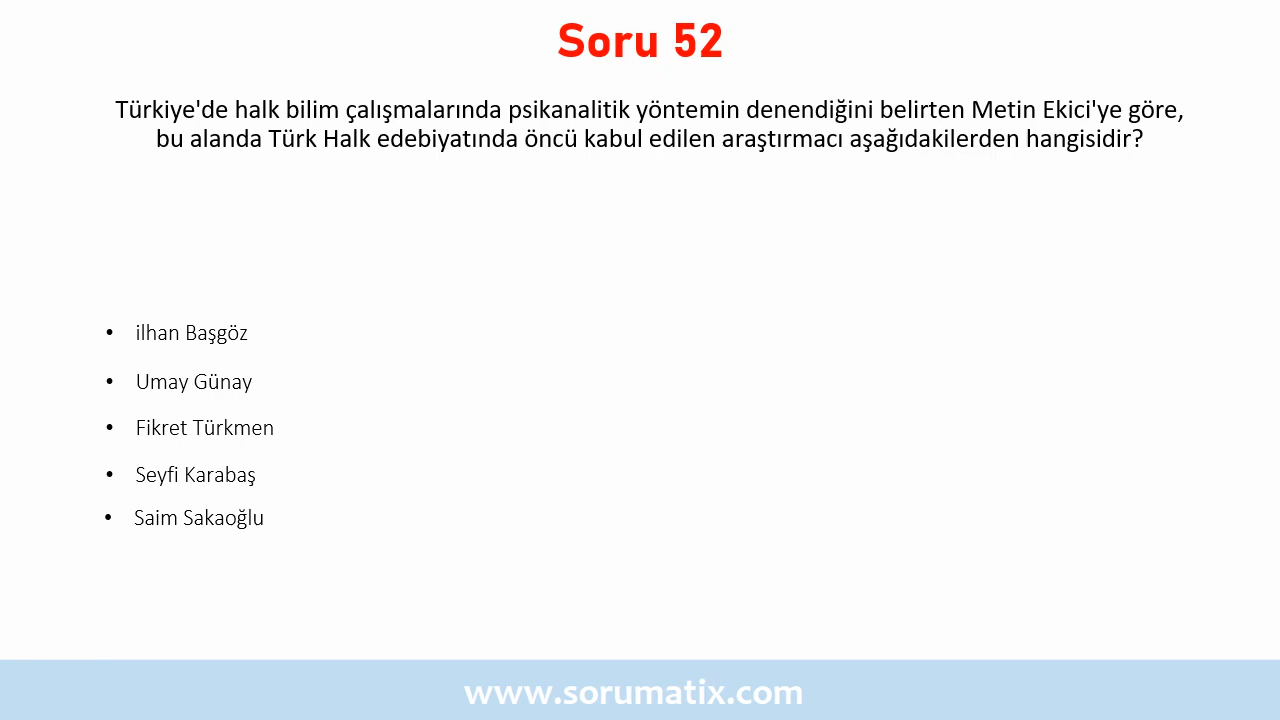 Soru 52
Türkiye'de halk bilim çalışmalarında psikanalitik yöntemin denendiğini belirten Metin Ekici'ye göre,
bu alanda Türk Halk edebiyatında öncü kabul edilen araştırmacı aşağıdakilerden hangisidir?
• ilhan Başgöz
• Umay Günay
• Fikret Türkmen
• Seyfi Karabaş
• Saim Sakaoğlu
www.sorumatix.com